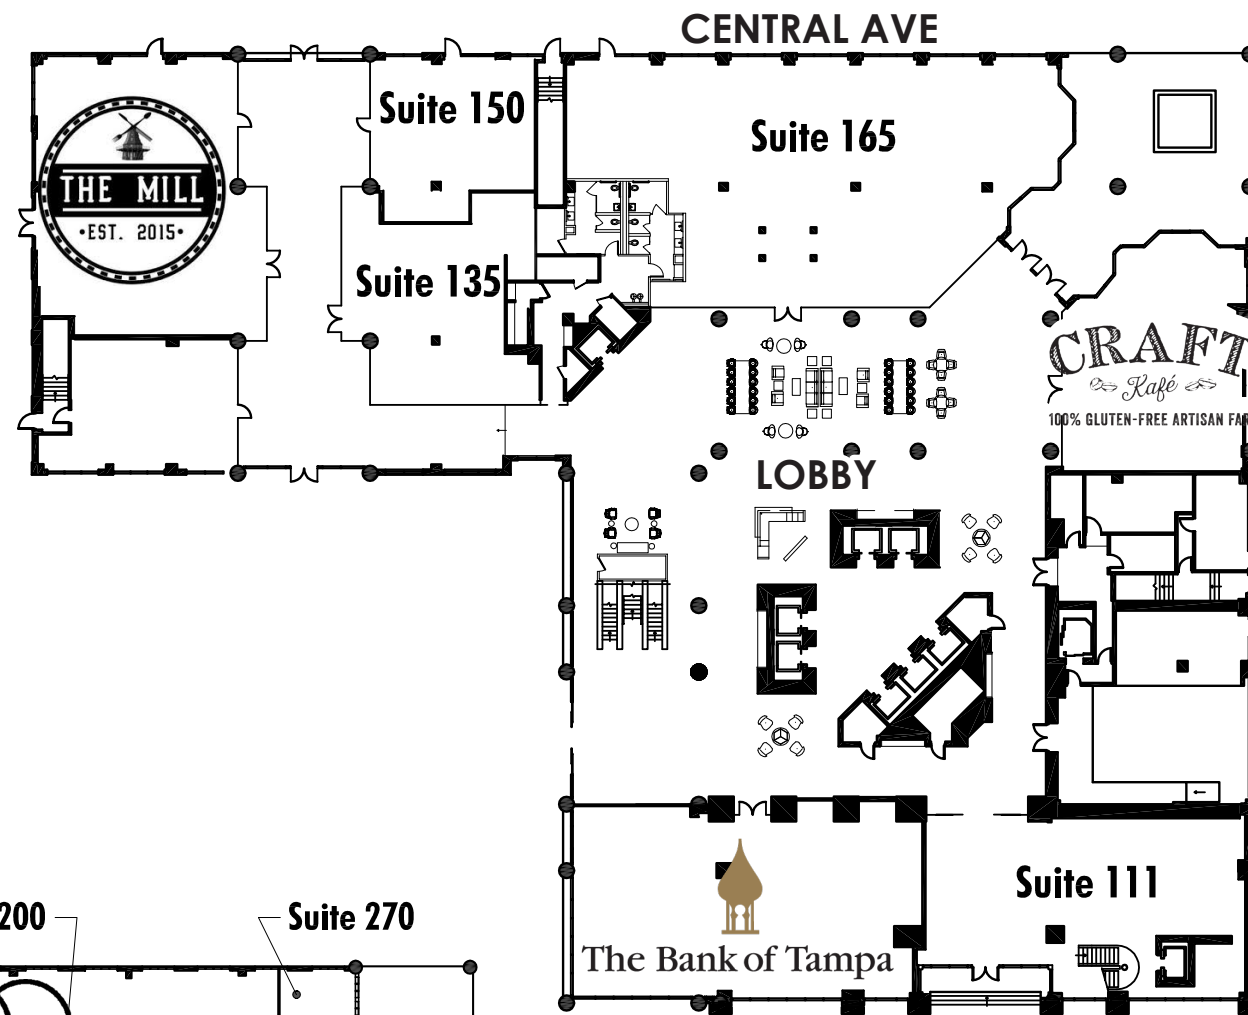 CENTRAL AVE
Suite 150
Suite 165
THE MILL
•EST. 2015•
Suite 135
CRAFT
Kafé
100% GLUTEN-FREE ARTISAN
LOBBY
Suite 111
200
Suite 270
The Bank of Tampa